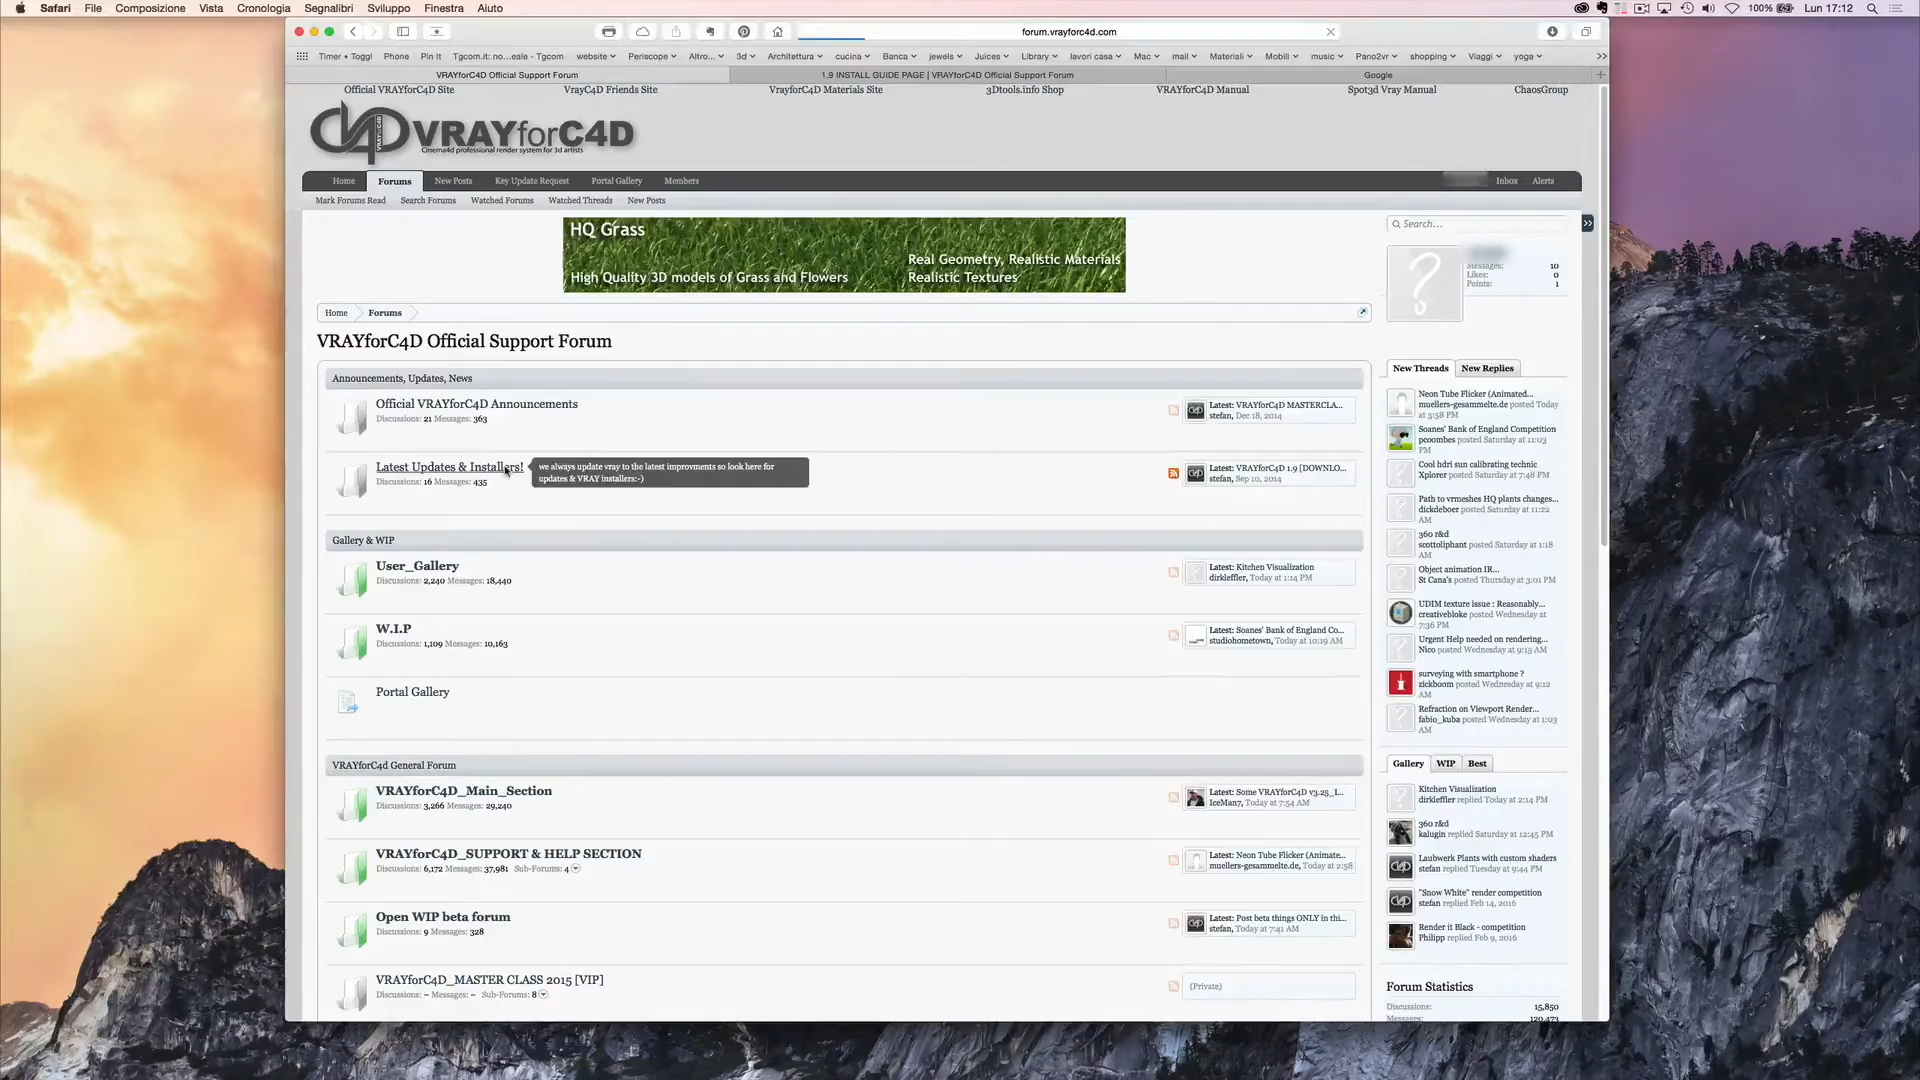 Safari File Composizione Vista Cronologia Segnalibri Sviluppo Finestra Aiuto 100% Lun 17:12
forum.vrayforc4d.com
Timer • Toggl Phone Pin It Tgcom.it: no...eale - Tgcom website Periscope Altro... 3d Architettura cucina Banca jewels Juices Library lavori casa Mac mail Materiali Mobili music Pano2vr shopping Viaggi yoga
VRAYforC4D Official Support Forum 1.9 INSTALL GUIDE PAGE | VRAYforC4D Official Support Forum Google
Official VRAYforC4D Site VrayC4D Friends Site VrayforC4D Materials Site 3Dtools.info Shop VRAYforC4D Manual Spot3d Vray Manual ChaosGroup
VRAYforC4D
Cinema4d professional render system for 3d artists
Home Forums New Posts Key Update Request Portal Gallery Members Inbox Alerts
Mark Forums Read Search Forums Watched Forums Watched Threads New Posts
HQ Grass
Real Geometry, Realistic Materials
High Quality 3D models of Grass and Flowers Realistic Textures
Search...
Messages: 10
Likes: 0
Points: 1
Home Forums
VRAYforC4D Official Support Forum
Announcements, Updates, News
Official VRAYforC4D Announcements
Discussions: 21 Messages: 363
Latest: VRAYforC4D MASTERCLA...
stefan, Dec 18, 2014
Latest Updates & Installers!
Discussions: 16 Messages: 435
we always update vray to the latest improvments so look here for
updates & VRAY installers:-)
Latest: VRAYforC4D 1.9 [DOWNLO...
stefan, Sep 10, 2014
Gallery & WIP
User_Gallery
Discussions: 2,240 Messages: 18,440
Latest: Kitchen Visualization
dirkleffler, Today at 1:14 PM
W.I.P
Discussions: 1,109 Messages: 10,163
Latest: Soanes' Bank of England Co...
studiohometown, Today at 10:19 AM
Portal Gallery
VRAYforC4d General Forum
VRAYforC4D_Main_Section
Discussions: 3,266 Messages: 29,240
Latest: Some VRAYforC4D v3.25_I...
IceMan7, Today at 7:54 AM
VRAYforC4D_SUPPORT & HELP SECTION
Discussions: 6,172 Messages: 37,981 Sub-Forums: 4
Latest: Neon Tube Flicker (Animate...
muellers-gesammelte.de, Today at 2:58
Open WIP beta forum
Discussions: 9 Messages: 328
Latest: Post beta things ONLY in thi...
stefan, Today at 7:41 AM
VRAYforC4D_MASTER CLASS 2015 [VIP]
Discussions: – Messages: – Sub-Forums: 8
(Private)
New Threads New Replies
Neon Tube Flicker (Animated...
muellers-gesammelte.de posted Today
at 3:58 PM
Soanes' Bank of England Competition
pcoombes posted Saturday at 11:03
PM
Cool hdri sun calibrating technic
Xplorer posted Saturday at 7:48 PM
Path to vrmeshes HQ plants changes...
dickdeboer posted Saturday at 11:22
AM
360 r&d
scottoliphant posted Saturday at 1:18
AM
Object animation IR...
St Cana's posted Thursday at 3:01 PM
UDIM texture issue : Reasonably...
creativebloke posted Wednesday at
7:36 PM
Urgent Help needed on rendering...
Nico posted Wednesday at 9:15 AM
surveying with smartphone ?
zickboom posted Wednesday at 9:12
AM
Refraction on Viewport Render...
fabio_kuba posted Wednesday at 1:03
AM
Gallery WIP Best
Kitchen Visualization
dirkleffler replied Today at 2:14 PM
360 r&d
kalugin replied Saturday at 12:45 PM
Laubwerk Plants with custom shaders
stefan replied Tuesday at 9:44 PM
"Snow White" render competition
stefan replied Feb 14, 2016
Render it Black - competition
Philipp replied Feb 9, 2016
Forum Statistics
Discussions: 15,850
Messages: 120,473